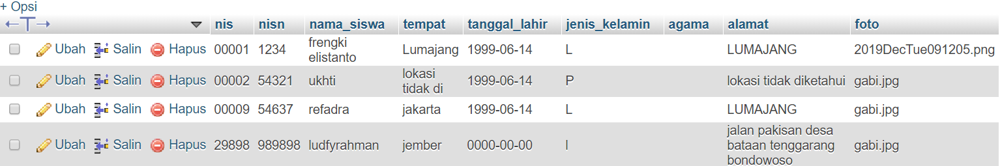 + Opsi
←T→ nis nisn nama_siswa tempat tanggal_lahir jenis_kelamin agama alamat foto
Ubah Salin Hapus 00001 1234 frengki elistanto Lumajang 1999-06-14 L LUMAJANG 2019DecTue091205.png
Ubah Salin Hapus 00002 54321 ukhti lokasi tidak di 1999-06-14 P lokasi tidak diketahui gabi.jpg
Ubah Salin Hapus 00009 54637 refadra jakarta 1999-06-14 L LUMAJANG gabi.jpg
Ubah Salin Hapus 29898 989898 ludfyrahman jember 0000-00-00 l jalan pakisan desa bataan tenggarang bondowoso gabi.jpg